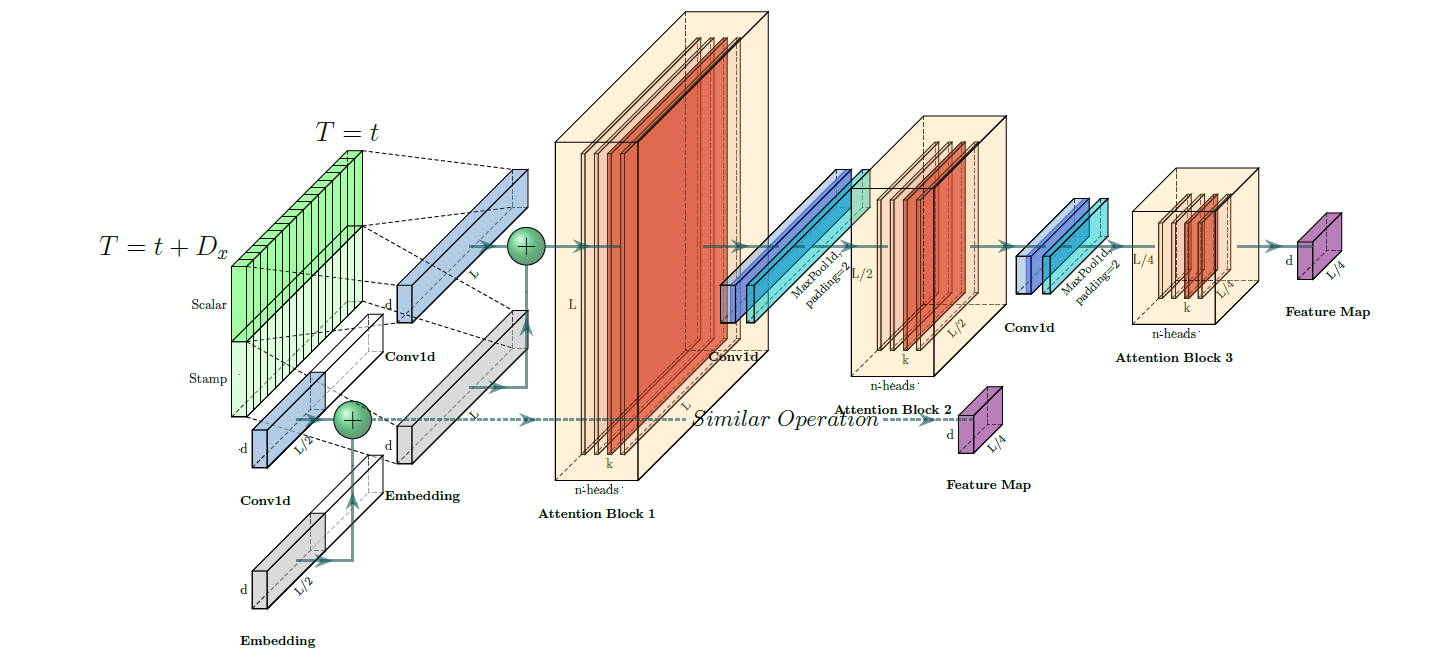 T = t
T = t + D_x
Scalar
Stamp
d
L
Conv1d
d
L
Embedding
d
L/2
Conv1d
d
L/2
Embedding
+
+
L
L
k
n-heads
Attention Block 1
Conv1d
MaxPool1d,
padding=2
L/2
L/2
k
n-heads
Attention Block 2
Conv1d
MaxPool1d,
padding=2
L/4
L/4
k
n-heads
Attention Block 3
d
L/4
Feature Map
Similar Operation
d
L/4
Feature Map